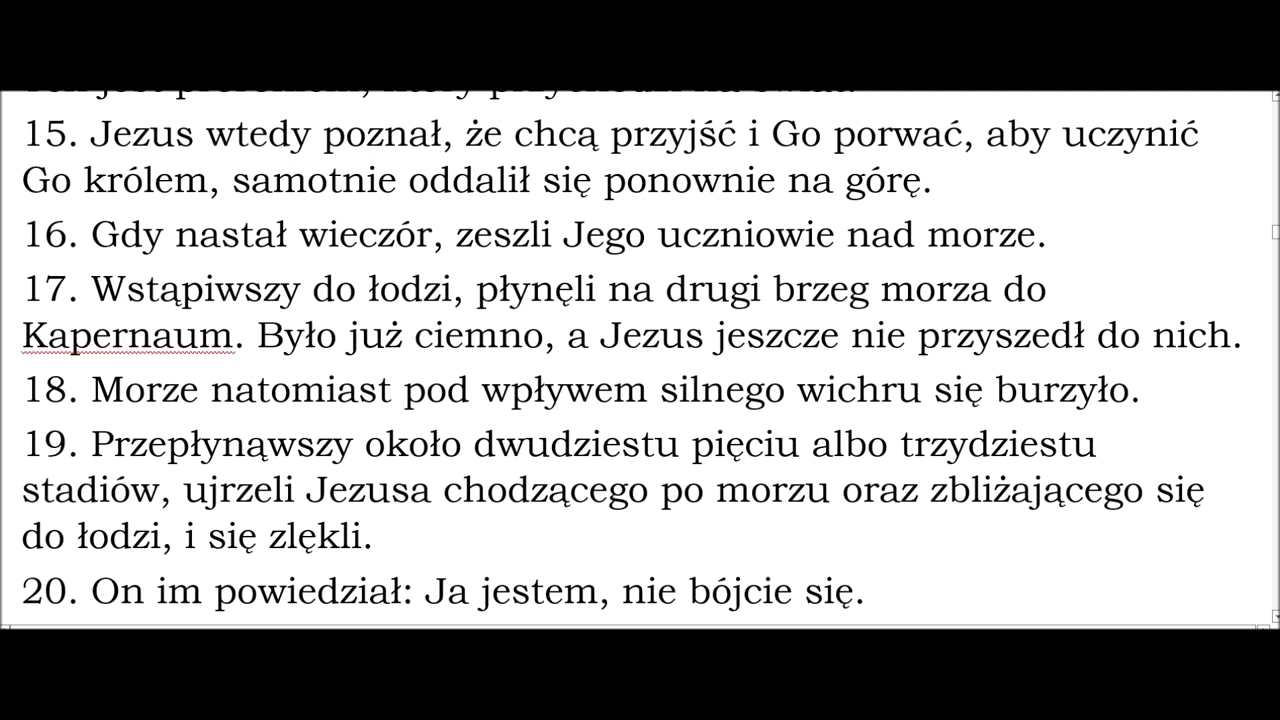 15. Jezus wtedy poznał, że chcą przyjść i Go porwać, aby uczynić
Go królem, samotnie oddalił się ponownie na górę.
16. Gdy nastał wieczór, zeszli Jego uczniowie nad morze.
17. Wstąpiwszy do łodzi, płynęli na drugi brzeg morza do
Kapernaum. Było już ciemno, a Jezus jeszcze nie przyszedł do nich.
18. Morze natomiast pod wpływem silnego wichru się burzyło.
19. Przepłynąwszy około dwudziestu pięciu albo trzydziestu
stadiów, ujrzeli Jezusa chodzącego po morzu oraz zbliżającego się
do łodzi, i się zlękli.
20. On im powiedział: Ja jestem, nie bójcie się.